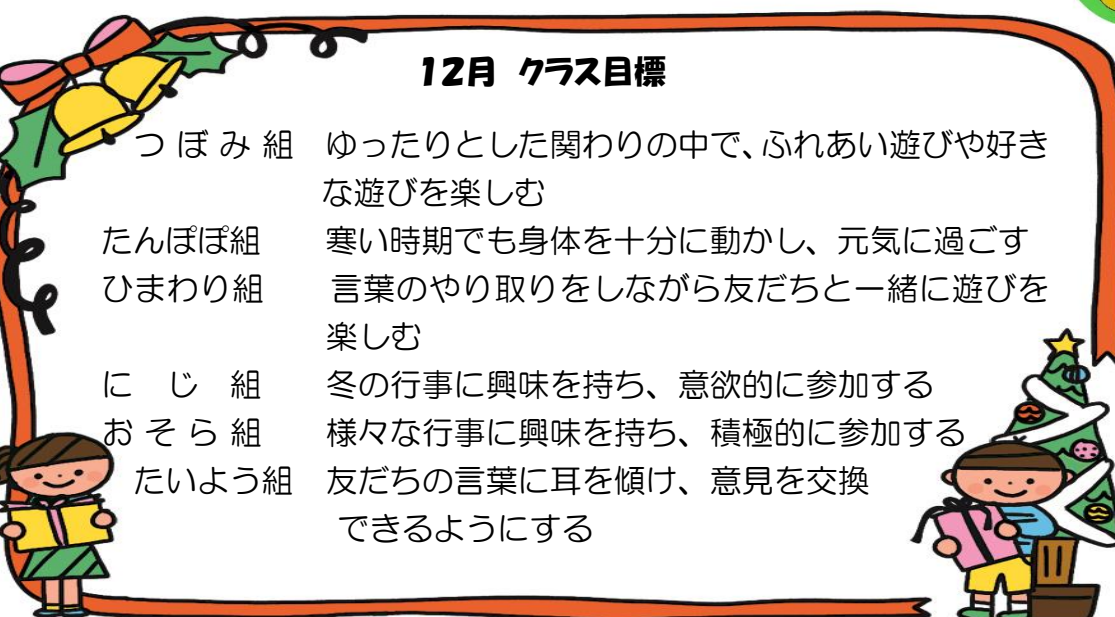 12月 クラス目標
つ ぼ み 組 ゆったりとした関わりの中で、ふれあい遊びや好き
な遊びを楽しむ
たんぽぽ組 寒い時期でも身体を十分に動かし、元気に過ごす
ひまわり組 言葉のやり取りをしながら友だちと一緒に遊びを
楽しむ
に じ 組 冬の行事に興味を持ち、意欲的に参加する
お そ ら 組 様々な行事に興味を持ち、積極的に参加する
たいよう組 友だちの言葉に耳を傾け、意見を交換
できるようにする